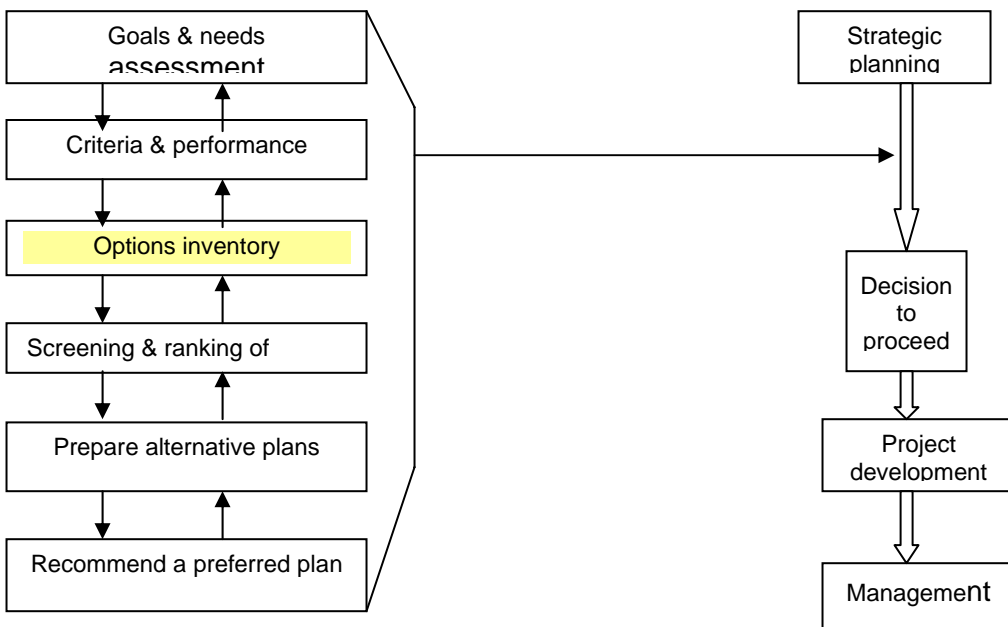 Goals & needs
assessment
Criteria & performance
Options inventory
Screening & ranking of
Prepare alternative plans
Recommend a preferred plan
Strategic
planning
Decision
to
proceed
Project
development
Management